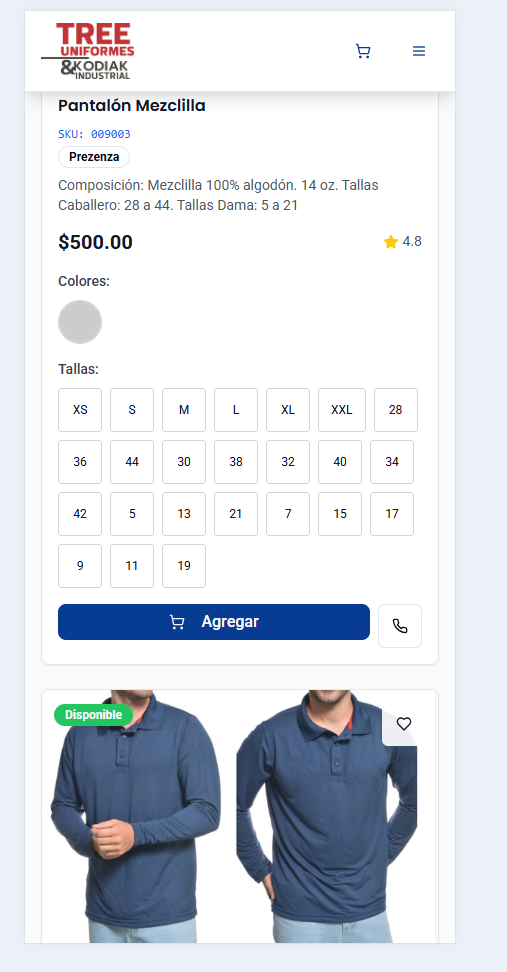 TREE
UNIFORMES
&KODIAK
INDUSTRIAL
Pantalón Mezclilla
SKU: 009003
Prezenza
Composición: Mezclilla 100% algodón. 14 oz. Tallas
Caballero: 28 a 44. Tallas Dama: 5 a 21
$500.00 4.8
Colores:
Tallas:
XS S M L XL XXL 28
36 44 30 38 32 40 34
42 5 13 21 7 15 17
9 11 19
Agregar
Disponible